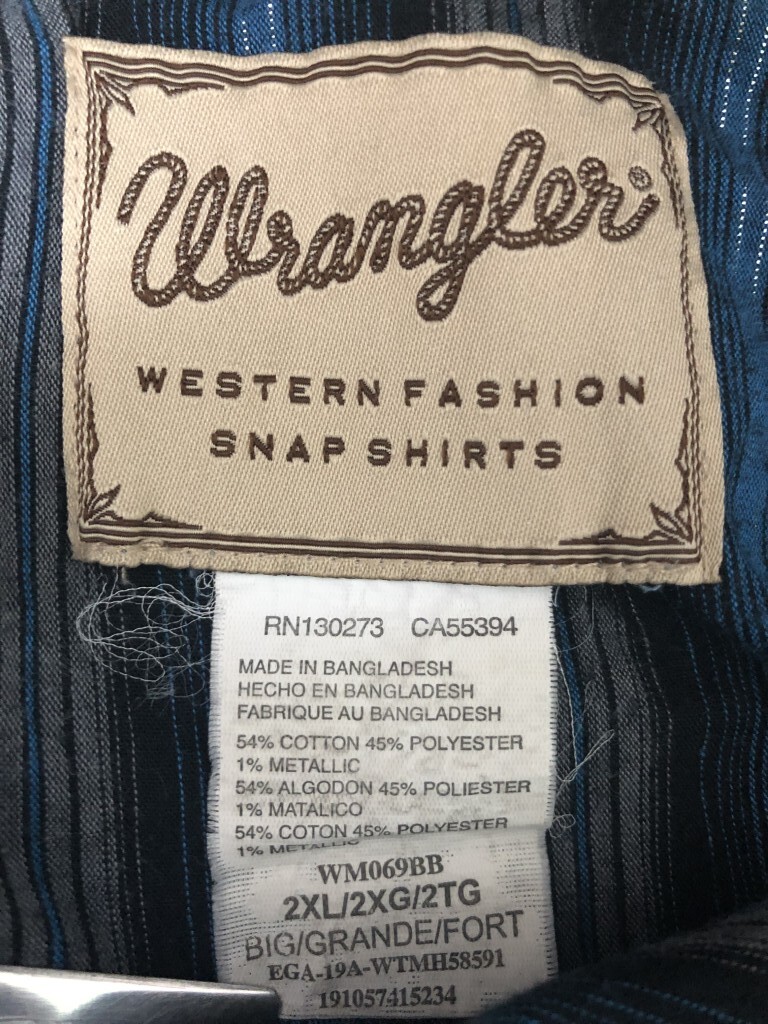 Wrangler®
WESTERN FASHION
SNAP SHIRTS
RN130273 CA55394
MADE IN BANGLADESH
HECHO EN BANGLADESH
FABRIQUE AU BANGLADESH
54% COTTON 45% POLYESTER
1% METALLIC
54% ALGODON 45% POLIESTER
1% MATALICO
54% COTON 45% POLYESTER
1% METALLIC
WM069BB
2XL/2XG/2TG
BIG/GRANDE/FORT
EGA-19A-WTMH58591
191057415234